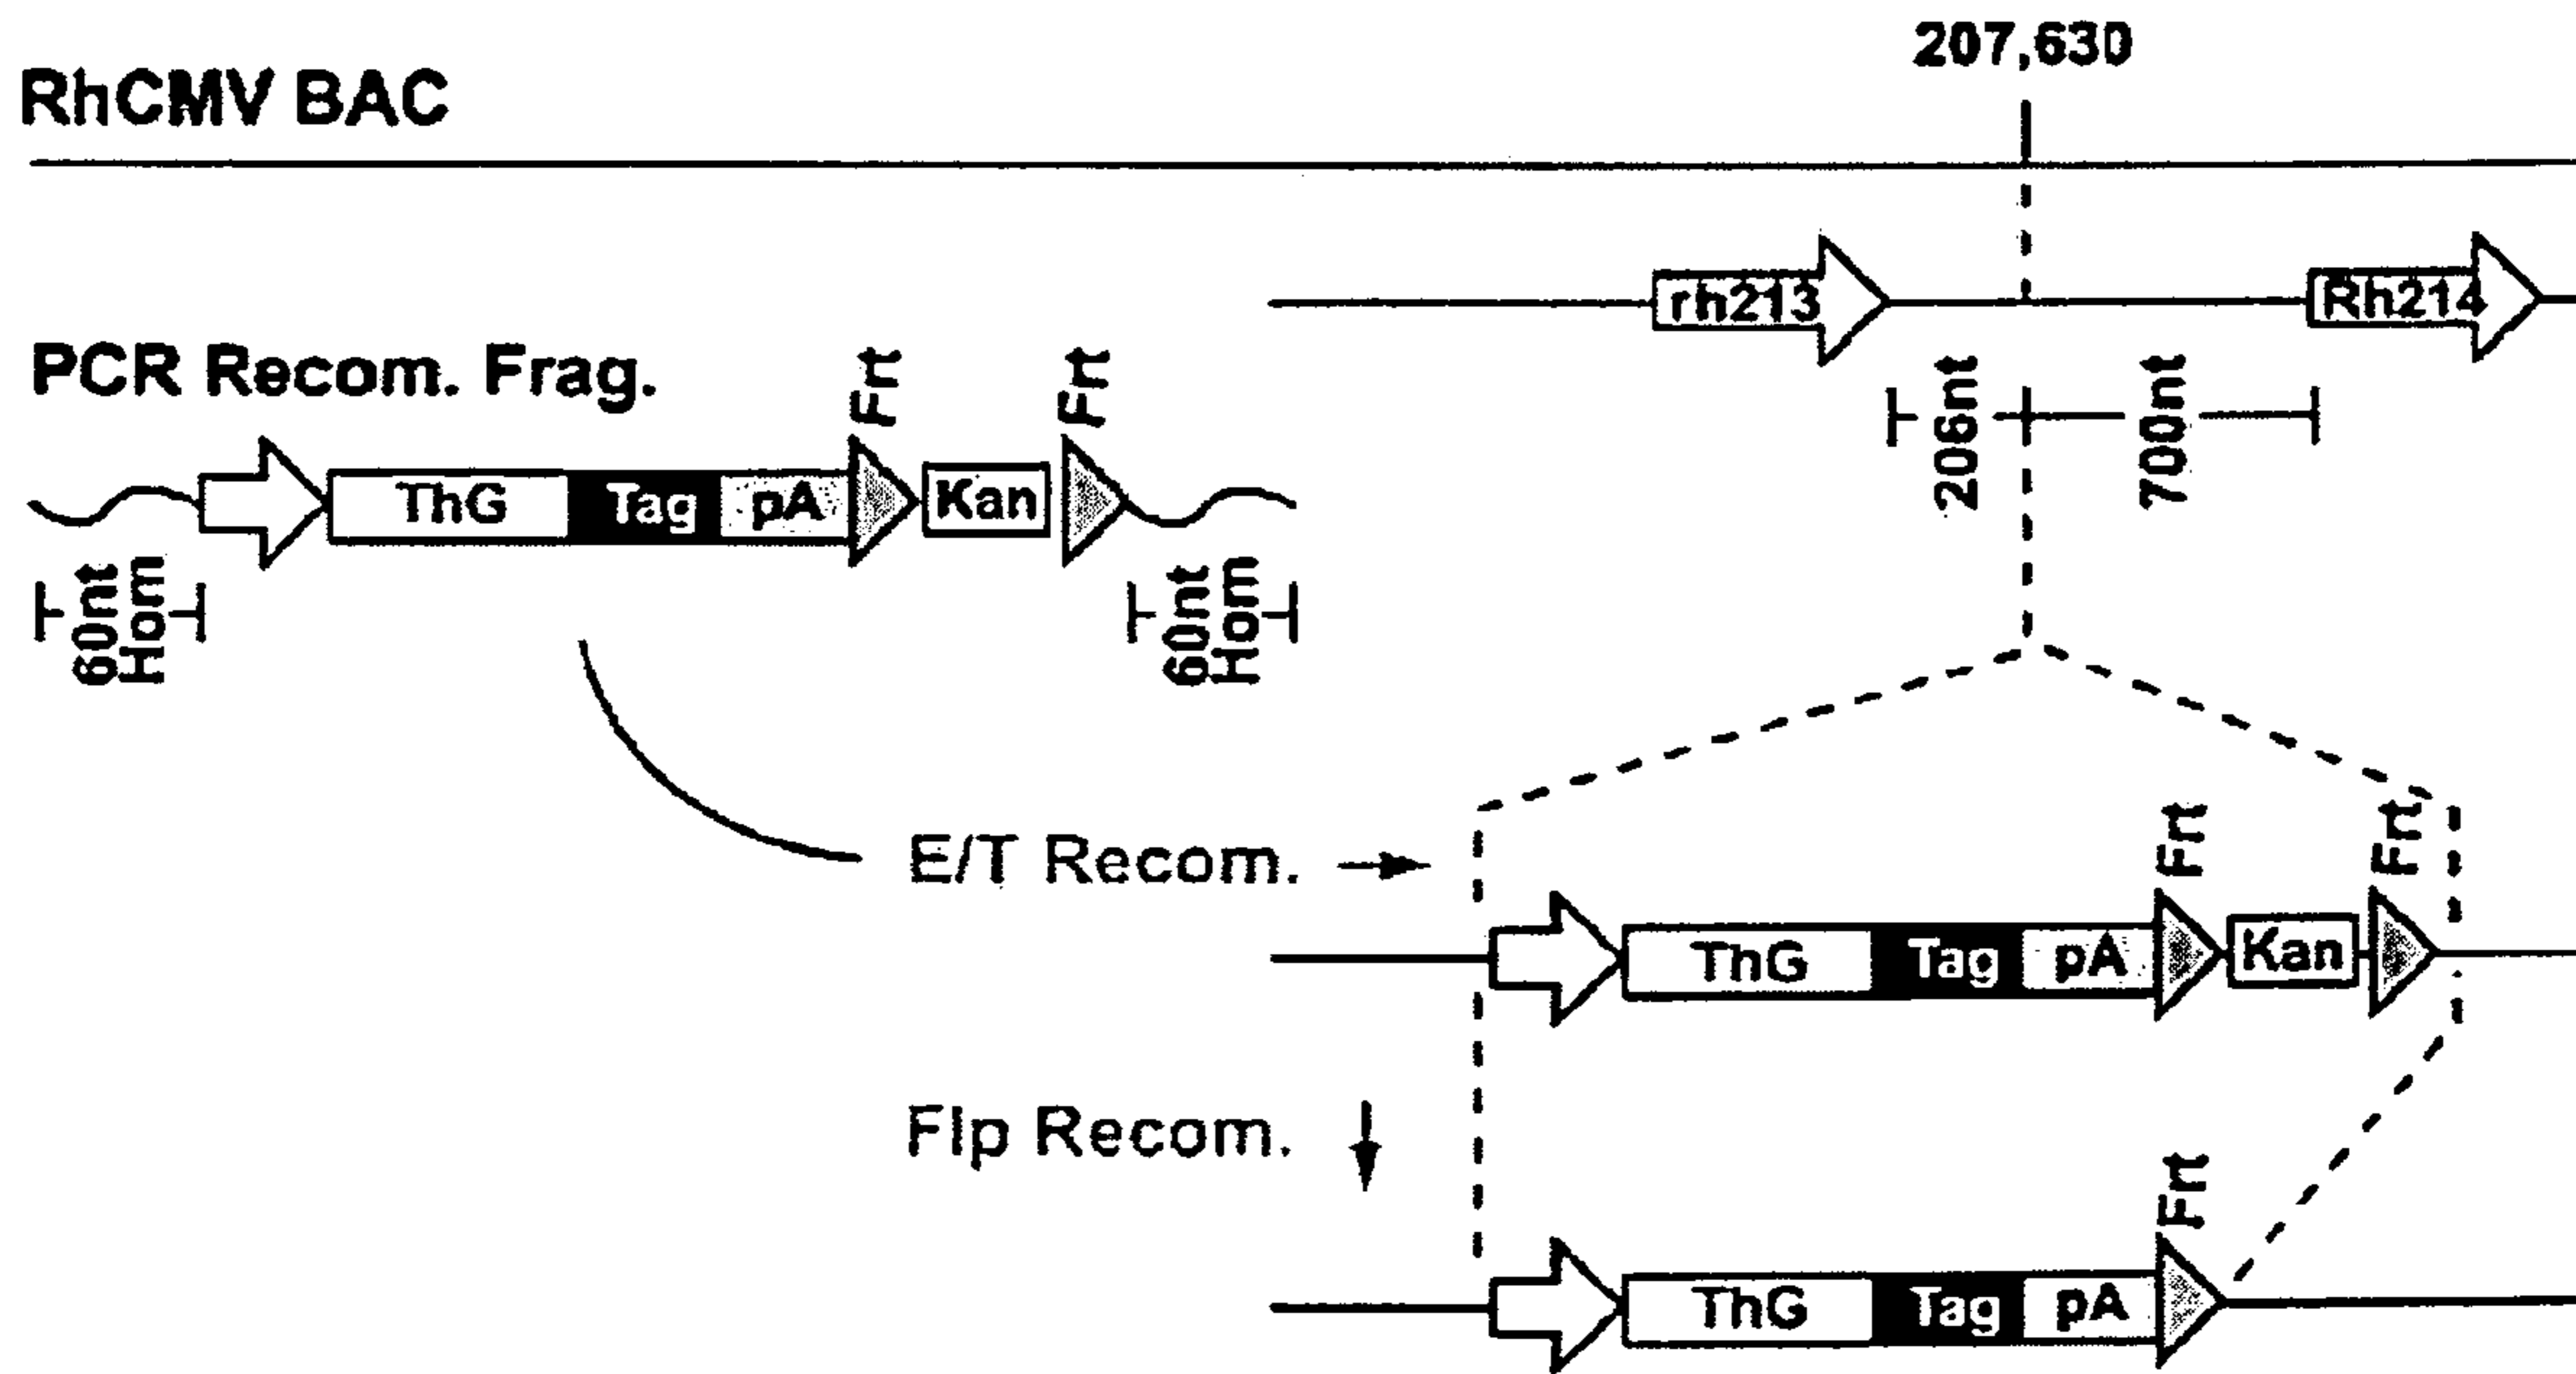 207,630
RhCMV BAC
rh213
Rh214
PCR Recom. Frag.
Frt
Frt
206nt
700nt
ThG
Tag
pA
Kan
60nt
Hom
60nt
Hom
E/T Recom.
Frt
Frt
ThG
Tag
pA
Kan
Flp Recom.
Frt
ThG
Tag
pA